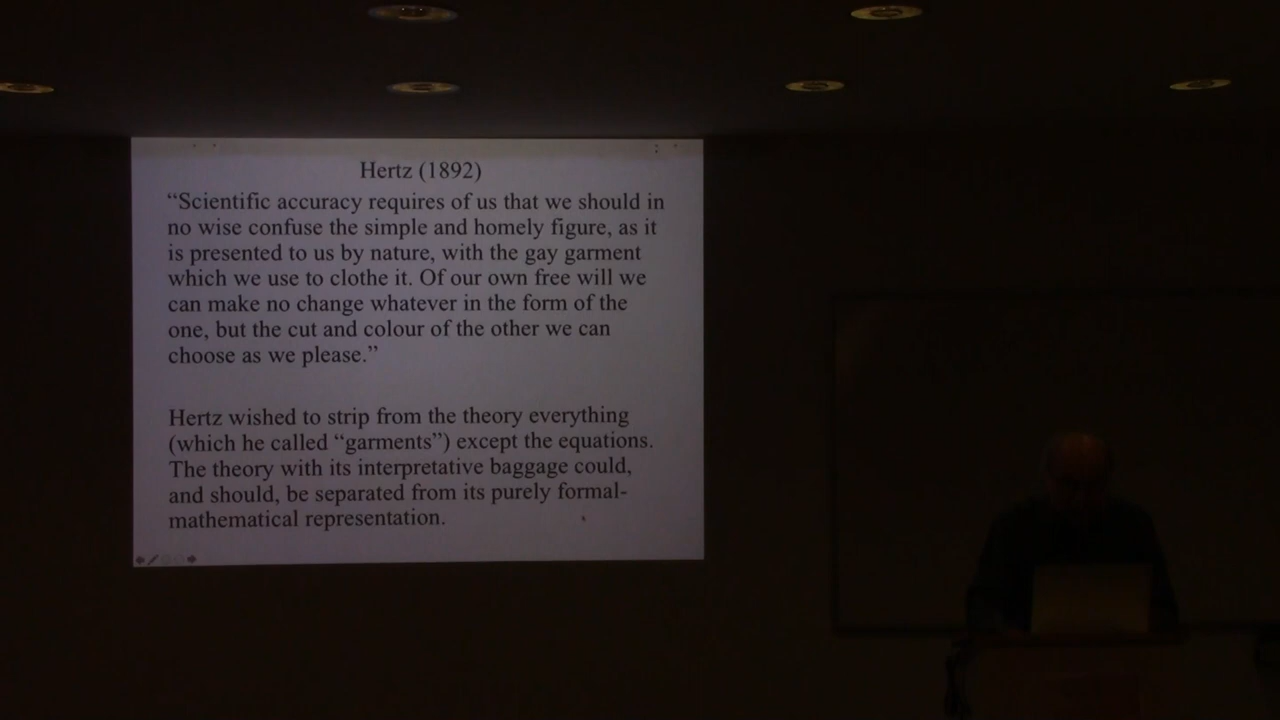 Hertz (1892)
“Scientific accuracy requires of us that we should in
no wise confuse the simple and homely figure, as it
is presented to us by nature, with the gay garment
which we use to clothe it. Of our own free will we
can make no change whatever in the form of the
one, but the cut and colour of the other we can
choose as we please.”
Hertz wished to strip from the theory everything
(which he called “garments”) except the equations.
The theory with its interpretative baggage could,
and should, be separated from its purely formal-
mathematical representation.